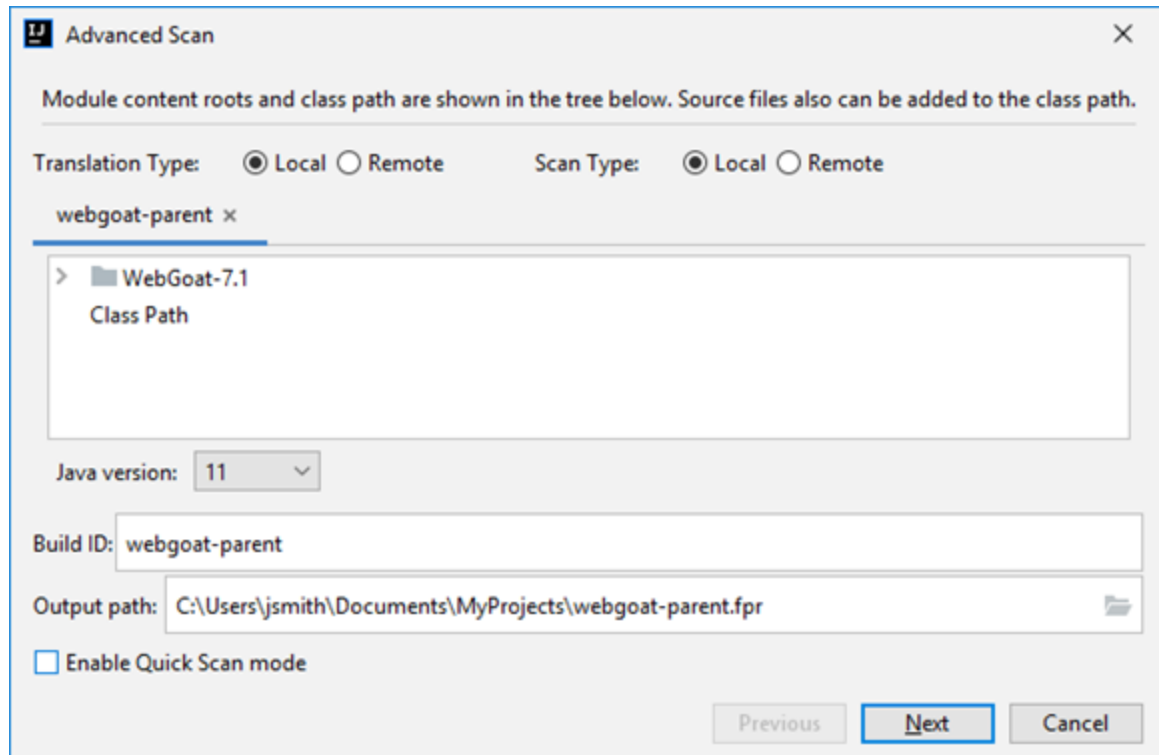 IJ
Advanced Scan
Module content roots and class path are shown in the tree below. Source files also can be added to the class path.
Translation Type: Local Remote Scan Type: Local Remote
webgoat-parent ×
WebGoat-7.1
Class Path
Java version: 11
Build ID: webgoat-parent
Output path: C:\Users\jsmith\Documents\MyProjects\webgoat-parent.fpr
Enable Quick Scan mode
Previous Next Cancel